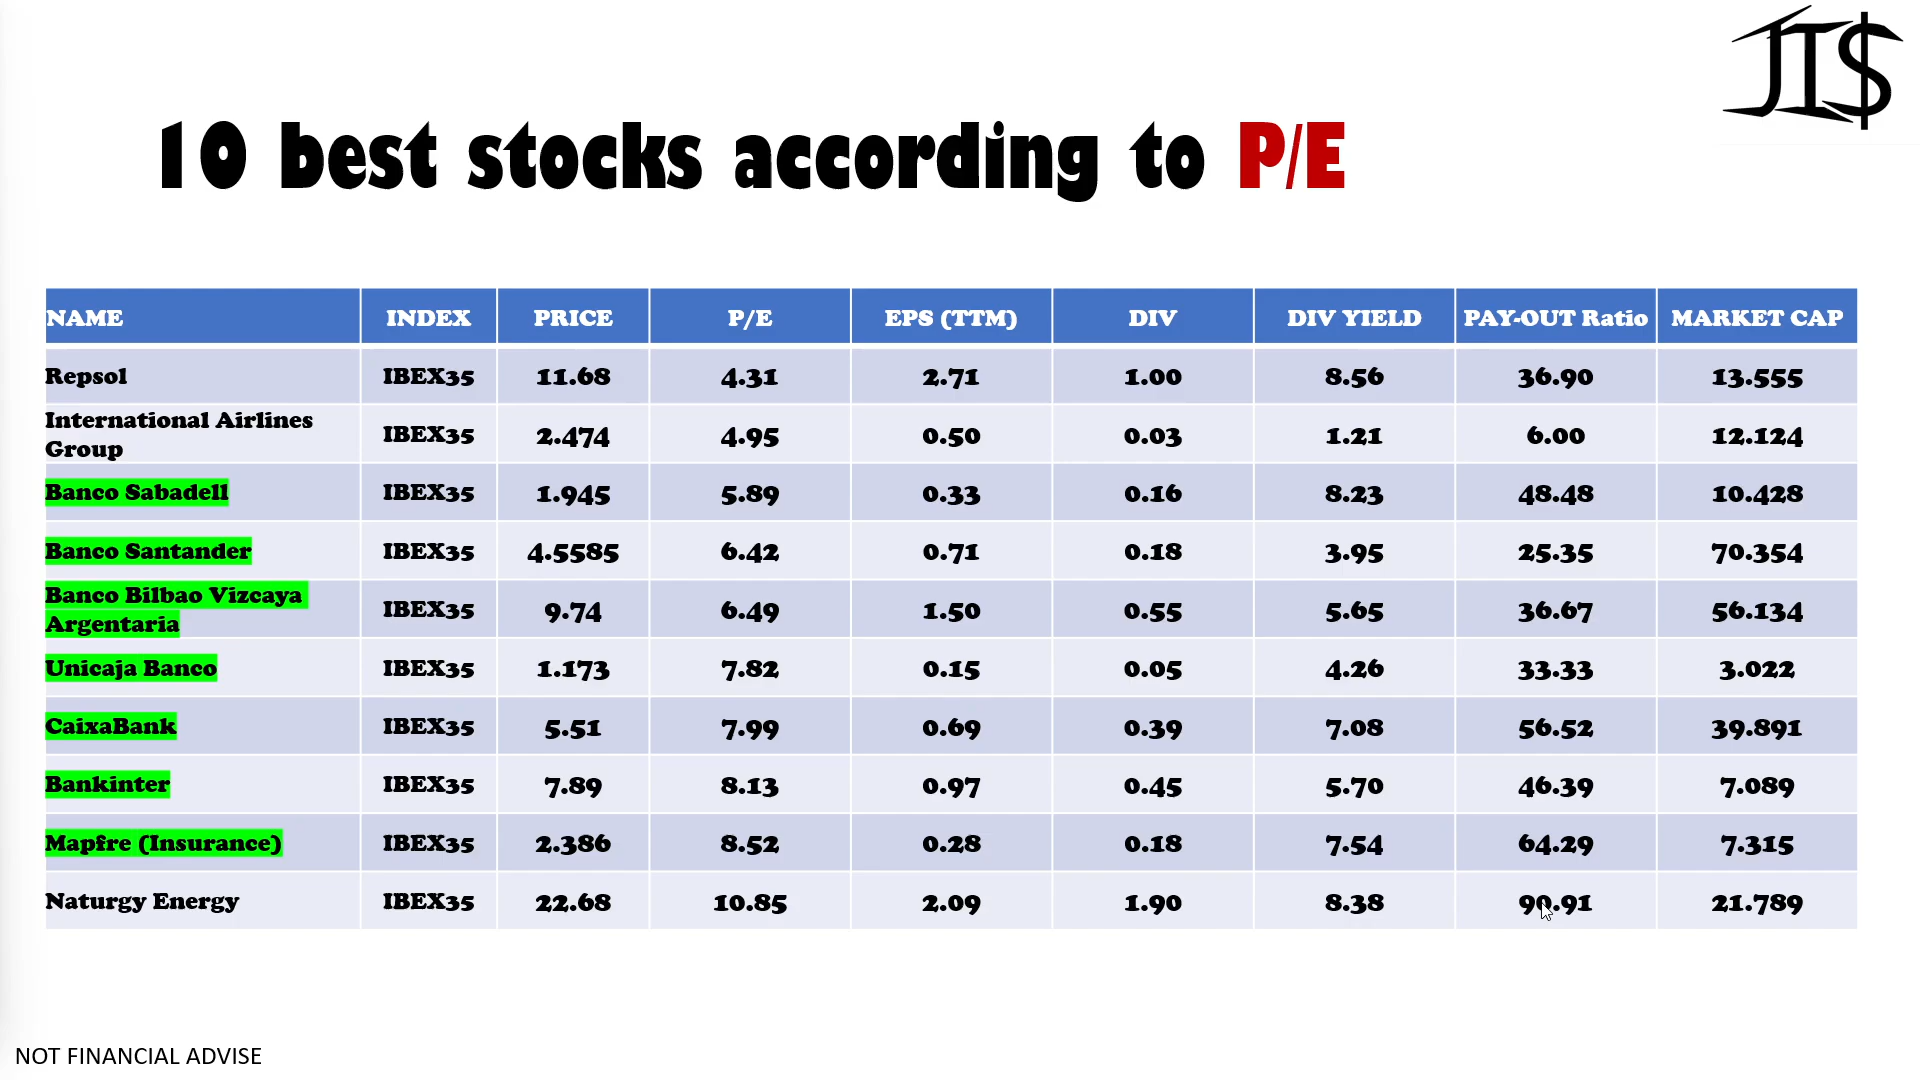 JI$
10 best stocks according to P/E
NAME INDEX PRICE P/E EPS (TTM) DIV DIV YIELD PAY-OUT Ratio MARKET CAP
Repsol IBEX35 11.68 4.31 2.71 1.00 8.56 36.90 13.555
International Airlines
Group IBEX35 2.474 4.95 0.50 0.03 1.21 6.00 12.124
Banco Sabadell IBEX35 1.945 5.89 0.33 0.16 8.23 48.48 10.428
Banco Santander IBEX35 4.5585 6.42 0.71 0.18 3.95 25.35 70.354
Banco Bilbao Vizcaya
Argentaria IBEX35 9.74 6.49 1.50 0.55 5.65 36.67 56.134
Unicaja Banco IBEX35 1.173 7.82 0.15 0.05 4.26 33.33 3.022
CaixaBank IBEX35 5.51 7.99 0.69 0.39 7.08 56.52 39.891
Bankinter IBEX35 7.89 8.13 0.97 0.45 5.70 46.39 7.089
Mapfre (Insurance) IBEX35 2.386 8.52 0.28 0.18 7.54 64.29 7.315
Naturgy Energy IBEX35 22.68 10.85 2.09 1.90 8.38 90.91 21.789
NOT FINANCIAL ADVISE